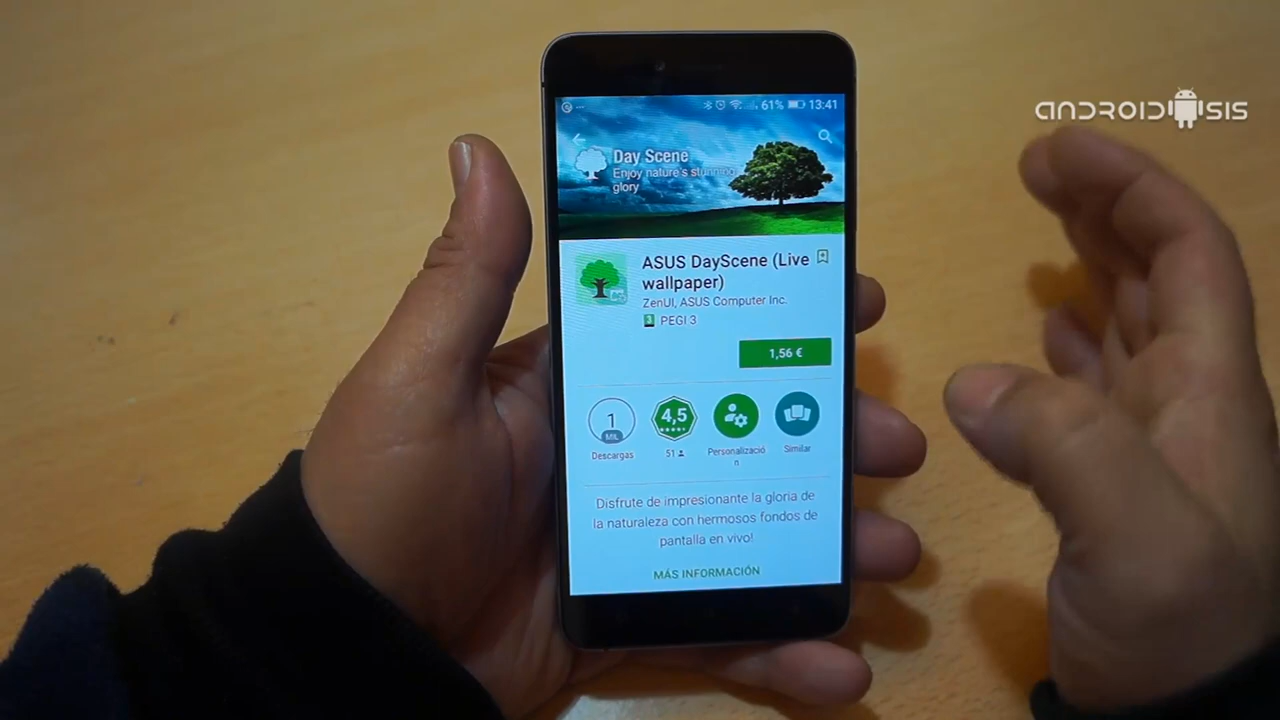 61% 13:41
ANDROIDSIS
Day Scene
Enjoy nature's stunning
glory
ASUS DayScene (Live
wallpaper)
ZenUI, ASUS Computer Inc.
3 PEGI 3
1,56 €
1
MIL
4,5
Descargas
51
Personalizació
n
Similar
Disfrute de impresionante la gloria de
la naturaleza con hermosos fondos de
pantalla en vivo!
MÁS INFORMACIÓN